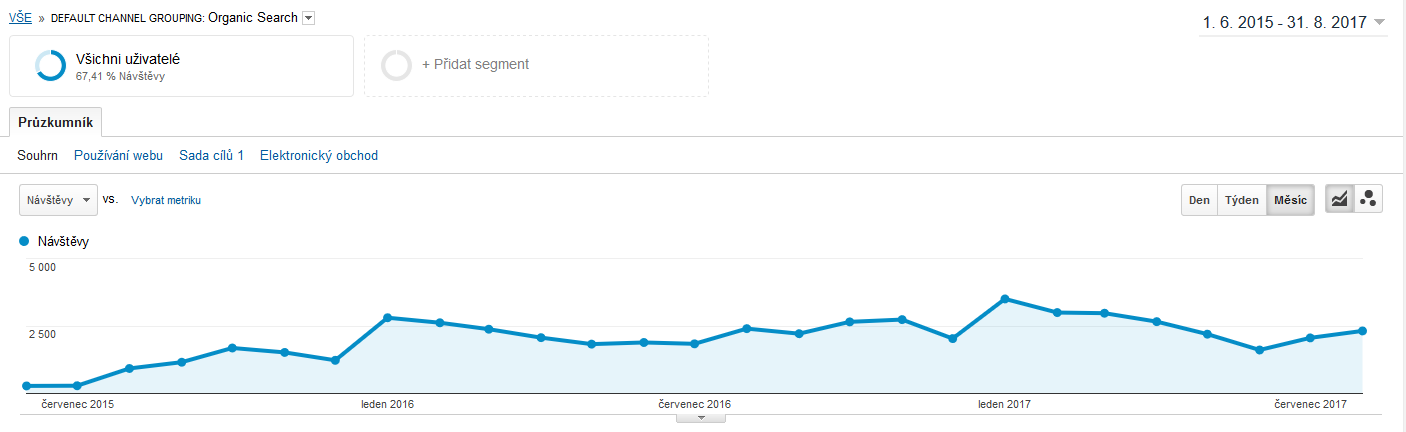 VŠE » DEFAULT CHANNEL GROUPING: Organic Search
1. 6. 2015 - 31. 8. 2017
Všichni uživatelé
67,41 % Návštěvy
+ Přidat segment
Průzkumník
Souhrn Používání webu Sada cílů 1 Elektronický obchod
Návštěvy vs. Vybrat metriku
Den Týden Měsíc
Návštěvy
5 000
2 500
červenec 2015 leden 2016 červenec 2016 leden 2017 červenec 2017